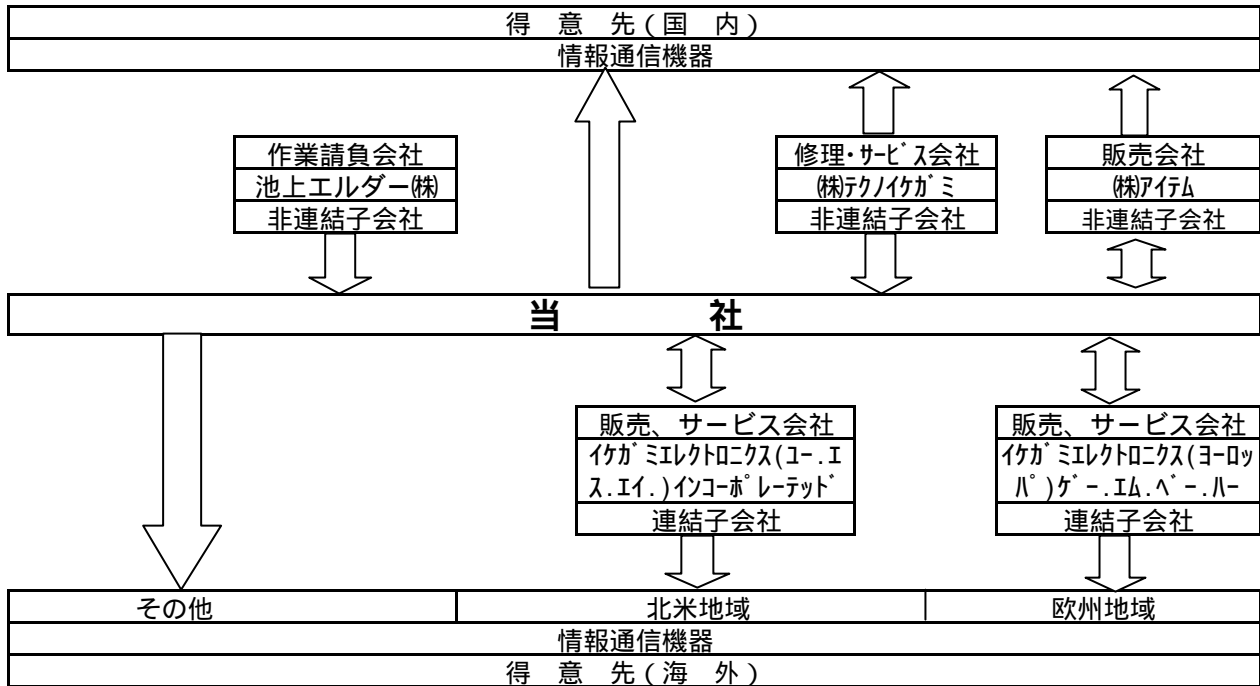 得 意 先 ( 国 内 )
情報通信機器
作業請負会社
池上エルダー㈱
非連結子会社
修理・ｻｰﾋﾞｽ会社
㈱ﾃｸﾉｲｹｶﾞﾐ
非連結子会社
販売会社
㈱ｱｲﾃﾑ
非連結子会社
当 社
販売、サービス会社
ｲｹｶﾞﾐｴﾚｸﾄﾛﾆｸｽ(ﾕｰ.ｴ
ｽ.ｴｲ.)ｲﾝｺｰﾎﾟﾚｰﾃｯﾄﾞ
連結子会社
販売、サービス会社
ｲｹｶﾞﾐｴﾚｸﾄﾛﾆｸｽ(ﾖｰﾛｯ
ﾊﾟ)ｹﾞｰ.ｴﾑ.ﾍﾞｰ.ﾊｰ
連結子会社
その他
北米地域
欧州地域
情報通信機器
得 意 先 ( 海 外 )